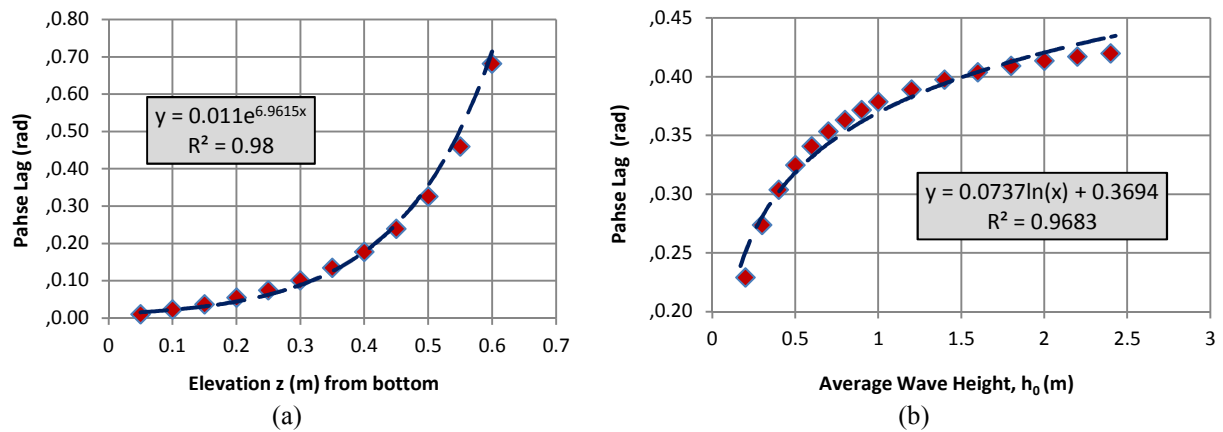 ,0.80
,0.70
,0.60
,0.50
,0.40
,0.30
,0.20
,0.10
,0.00
Pahse Lag (rad)
y = 0.011e^6.9615x
R² = 0.98
0 0.1 0.2 0.3 0.4 0.5 0.6 0.7
Elevation z (m) from bottom
(a)
,0.45
,0.40
,0.35
,0.30
,0.25
,0.20
Pahse Lag (rad)
y = 0.0737ln(x) + 0.3694
R² = 0.9683
0 0.5 1 1.5 2 2.5 3
Average Wave Height, h₀ (m)
(b)